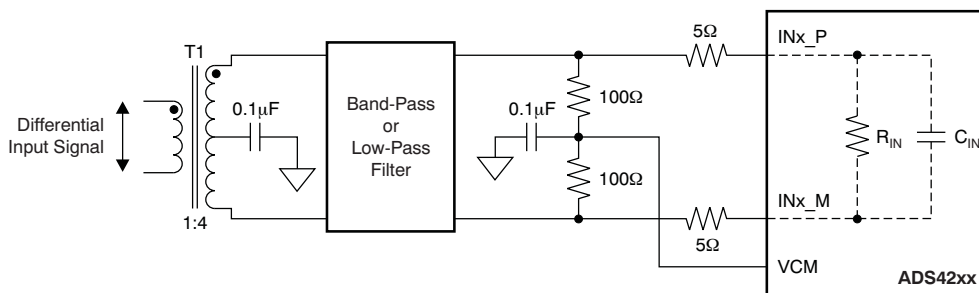 T1
Differential
Input Signal
0.1μF
1:4
Band-Pass
or
Low-Pass
Filter
0.1μF
100Ω
100Ω
5Ω
5Ω
INx_P
R_IN
C_IN
INx_M
VCM
ADS42xx